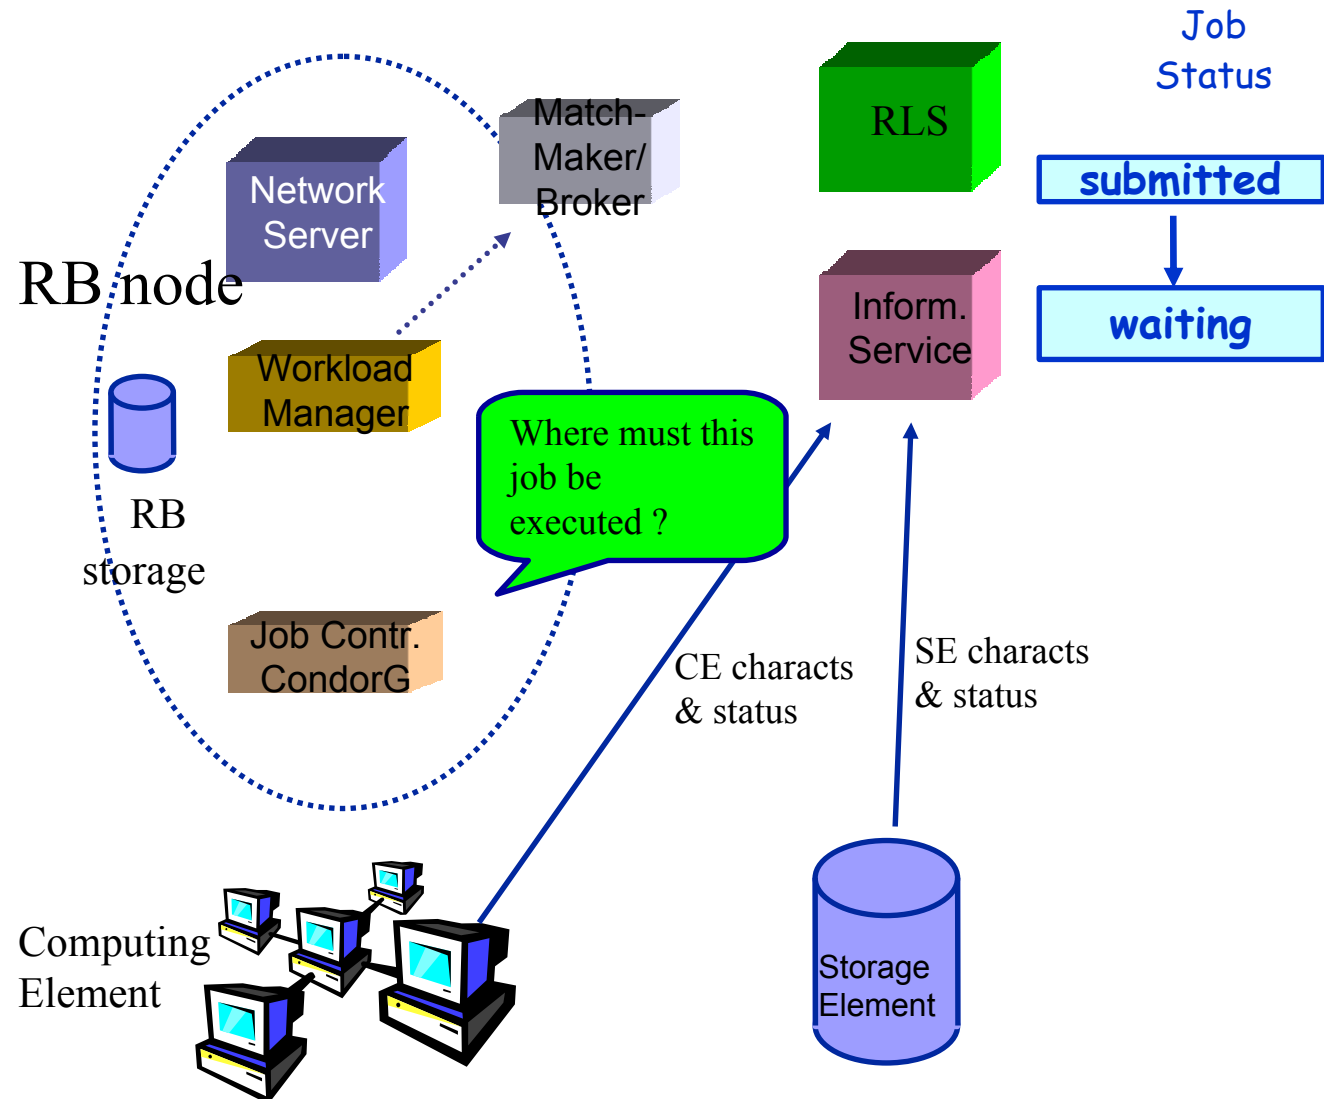 Job
Status
Match-
Maker/
Broker
RLS
Network
Server
submitted
RB node
Inform.
Service
waiting
Workload
Manager
Where must this
job be
executed ?
RB
storage
Job Contr.
CondorG
CE characts
& status
SE characts
& status
Computing
Element
Storage
Element